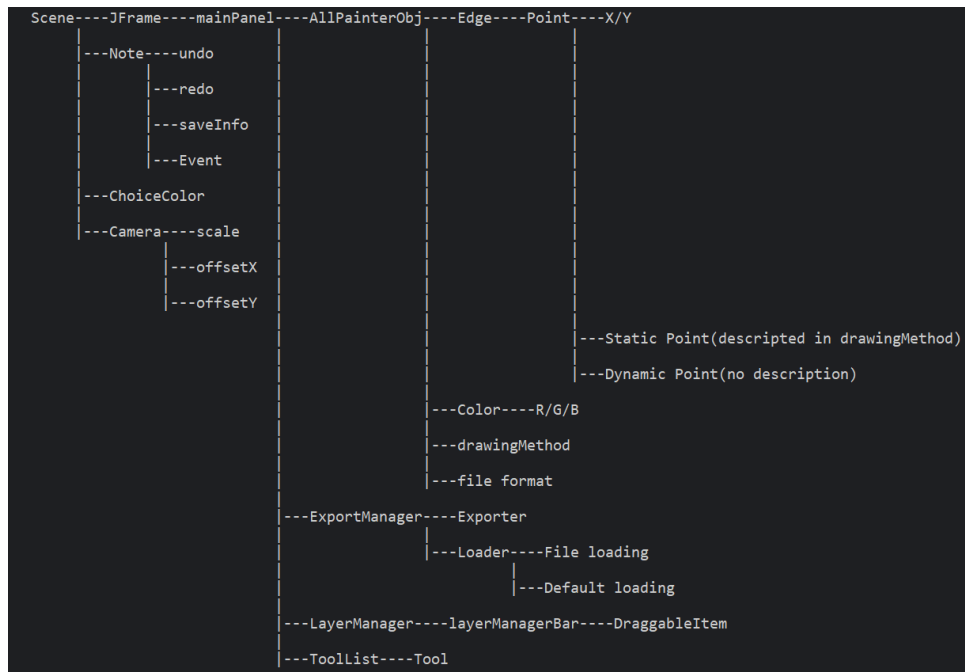 Scene----JFrame----mainPanel----AllPainterObj----Edge----Point----X/Y
|---Note----undo
|---redo
|---saveInfo
|---Event
|---ChoiceColor
|---Camera----scale
|---offsetX
|---offsetY
|---Static Point(descripted in drawingMethod)
|---Dynamic Point(no description)
|---Color----R/G/B
|---drawingMethod
|---file format
|---ExportManager----Exporter
|---Loader----File loading
|---Default loading
|---LayerManager----layerManagerBar----DraggableItem
|---ToolList----Tool